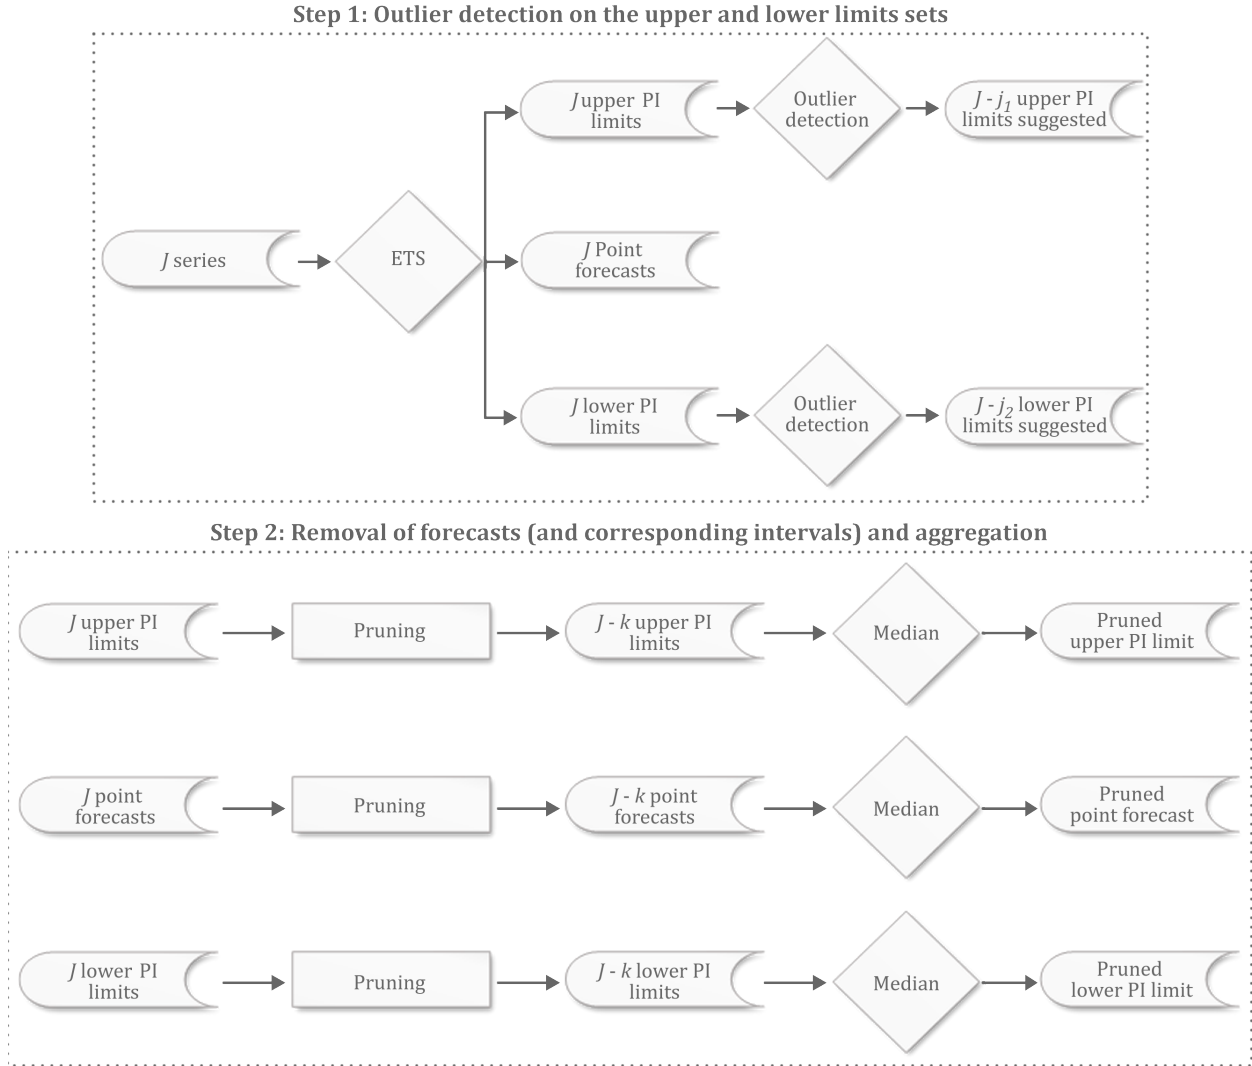 Step 1: Outlier detection on the upper and lower limits sets
J upper PI
limits
Outlier
detection
J - j1 upper PI
limits suggested
J series
ETS
J Point
forecasts
J lower PI
limits
Outlier
detection
J - j2 lower PI
limits suggested
Step 2: Removal of forecasts (and corresponding intervals) and aggregation
J upper PI
limits
Pruning
J - k upper PI
limits
Median
Pruned
upper PI limit
J point
forecasts
Pruning
J - k point
forecasts
Median
Pruned
point forecast
J lower PI
limits
Pruning
J - k lower PI
limits
Median
Pruned
lower PI limit